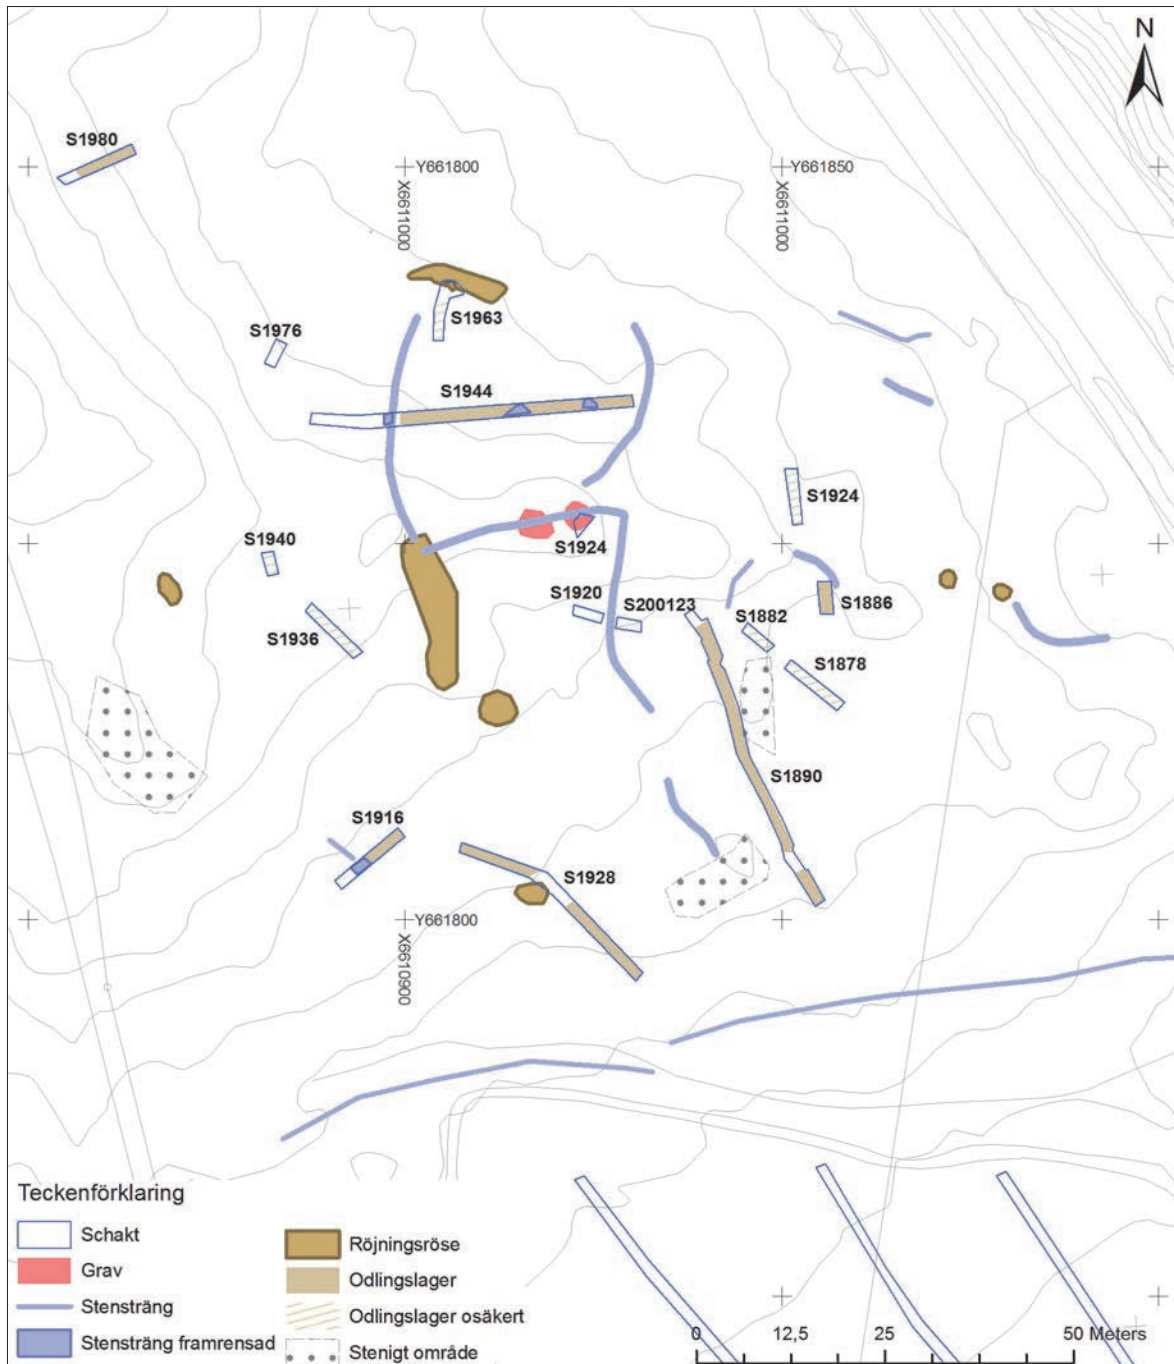 N
S1980
Y661800
Y661850
X6611000
X6611000
S1963
S1976
S1944
S1924
S1924
S1940
S1920
S200123
S1886
S1882
S1936
S1878
S1890
S1916
S1928
Y661800
X6610900
Teckenförklaring
Schakt
Grav
Stensträng
Stensträng framrensad
Röjningsröse
Odlingslager
Odlingslager osäkert
Stenigt område
0 12,5 25 50 Meters